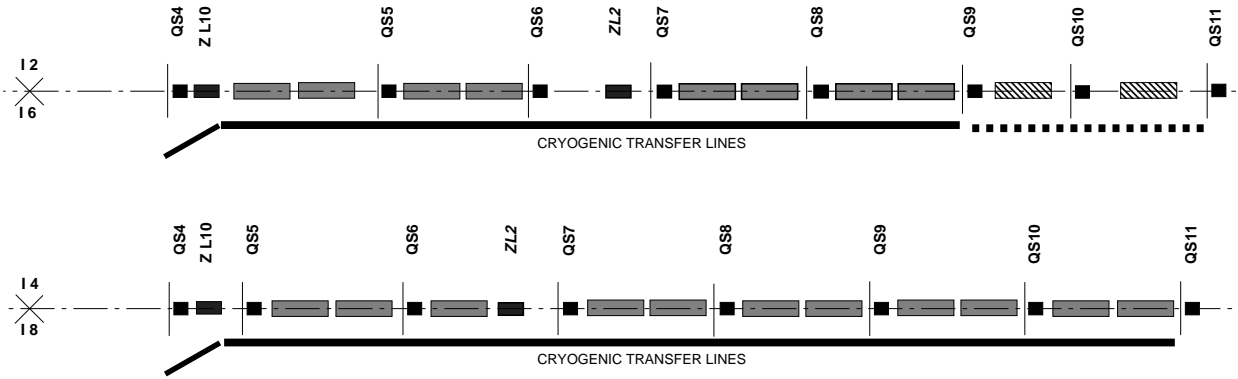 QS4 Z L10 QS5 QS6 ZL2 QS7 QS8 QS9 QS10 QS11
I 2
I 6
CRYOGENIC TRANSFER LINES
QS4 Z L10 QS5 QS6 ZL2 QS7 QS8 QS9 QS10 QS11
I 4
I 8
CRYOGENIC TRANSFER LINES